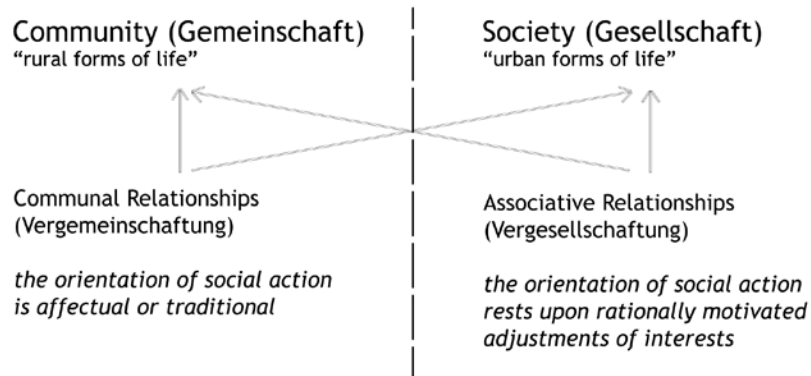 Community (Gemeinschaft)
“rural forms of life”
Communal Relationships
(Vergemeinschaftung)
the orientation of social action
is affectual or traditional
Society (Gesellschaft)
“urban forms of life”
Associative Relationships
(Vergesellschaftung)
the orientation of social action
rests upon rationally motivated
adjustments of interests